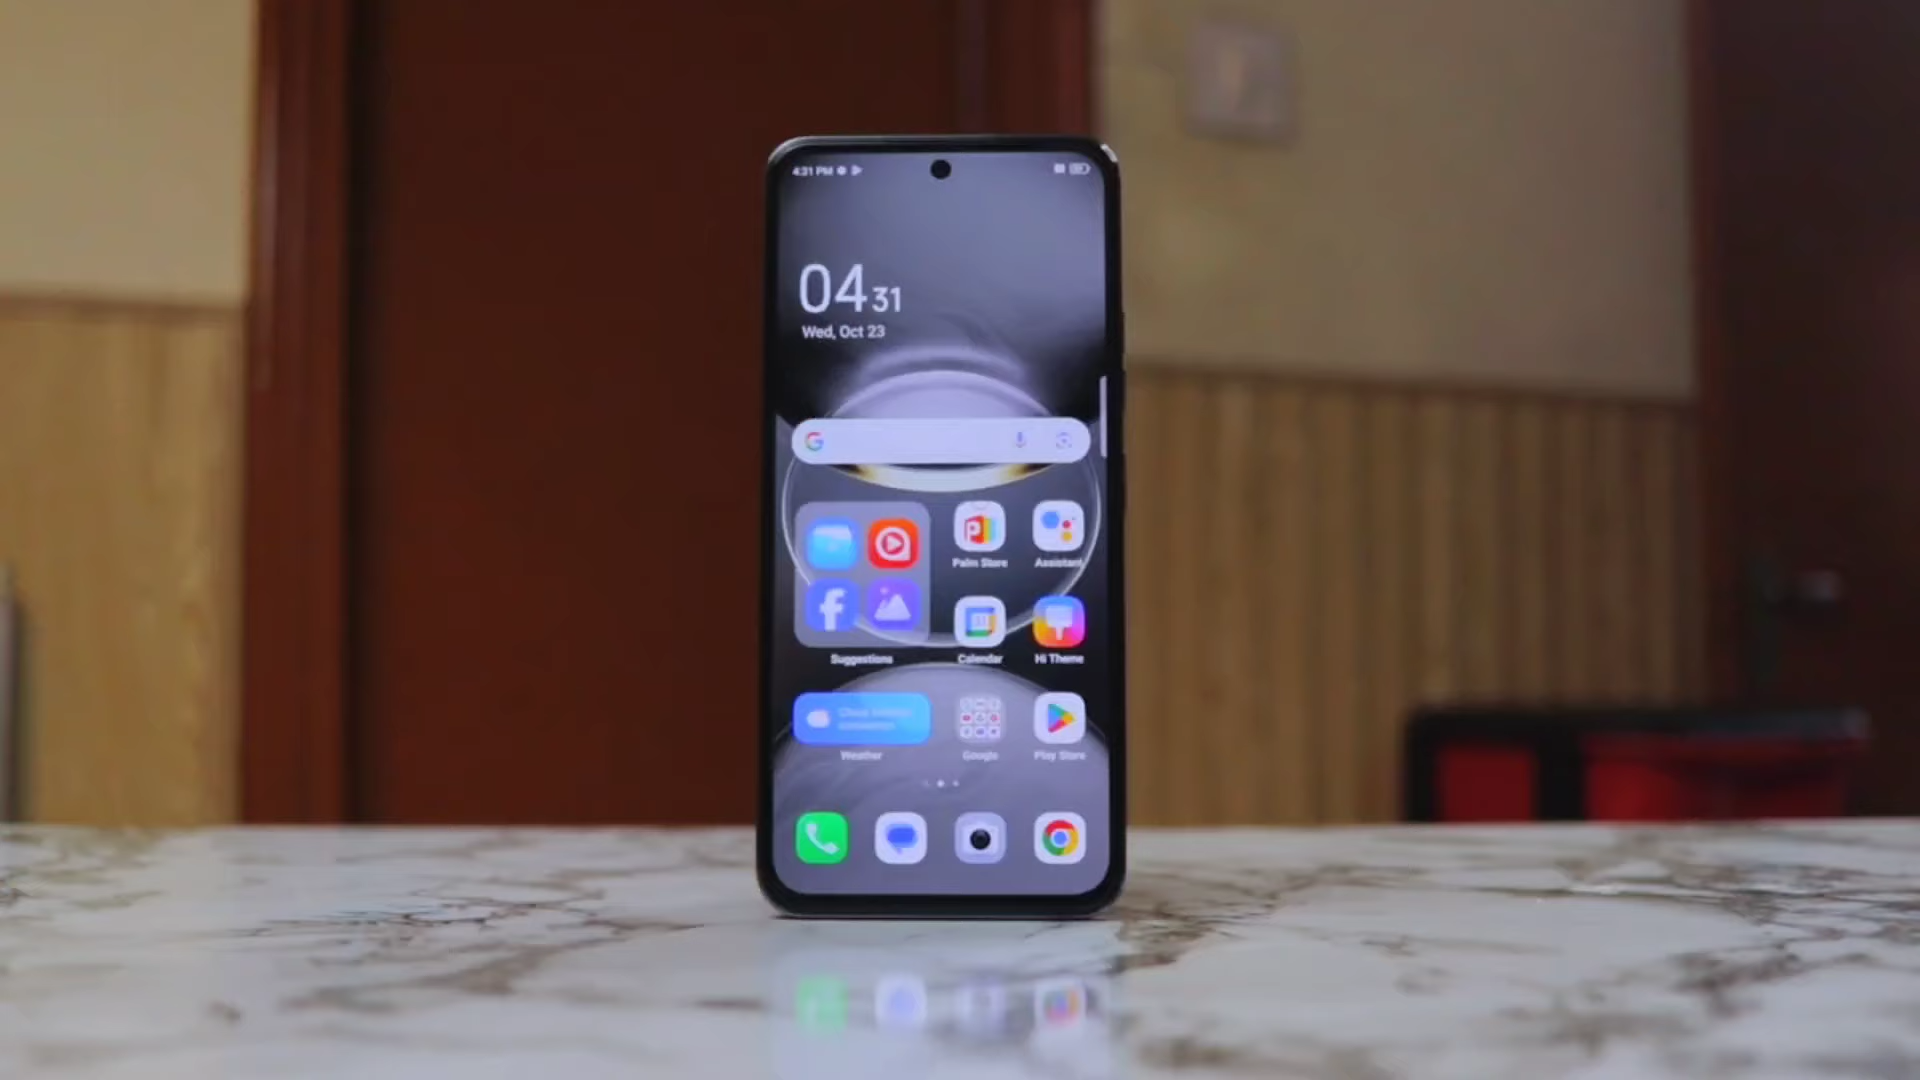 4:31 PM
04 31
Wed, Oct 23
Palm Store
Assistant
Suggestions
Calendar
Hi Theme
Weather
Google
Play Store